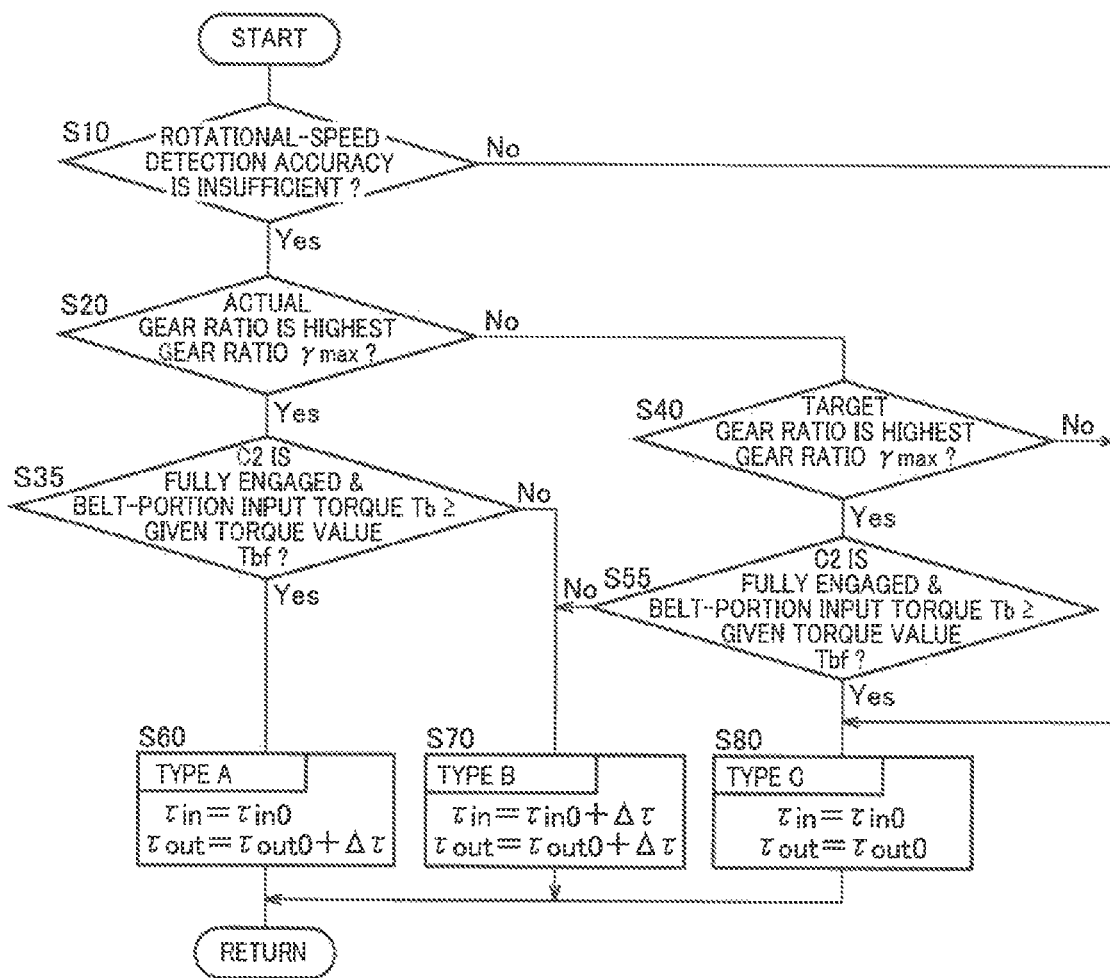 START
S10
ROTATIONAL-SPEED
DETECTION ACCURACY
IS INSUFFICIENT ?
No
Yes
S20
ACTUAL
GEAR RATIO IS HIGHEST
GEAR RATIO γ max ?
No
Yes
S40
TARGET
GEAR RATIO IS HIGHEST
GEAR RATIO γ max ?
No
Yes
S35
C2 IS
FULLY ENGAGED &
BELT-PORTION INPUT TORQUE Tb ≥
GIVEN TORQUE VALUE
Tbf ?
No
Yes
S55
C2 IS
FULLY ENGAGED &
BELT-PORTION INPUT TORQUE Tb ≥
GIVEN TORQUE VALUE
Tbf ?
No
Yes
S60
TYPE A
τin=τin0
τout=τout0+Δτ
S70
TYPE B
τin=τin0+Δτ
τout=τout0+Δτ
S80
TYPE C
τin=τin0
τout=τout0
RETURN